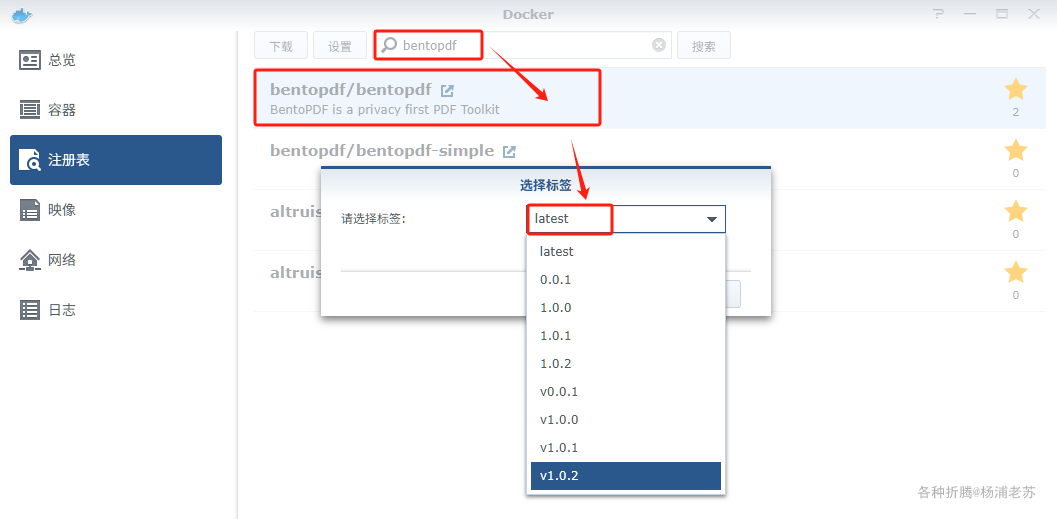 Docker
总览
容器
注册表
映像
网络
日志
下载
设置
bentopdf
搜索
bentopdf/bentopdf
BentoPDF is a privacy first PDF Toolkit
2
bentopdf/bentopdf-simple
0
altruis
0
altruis
0
选择标签
请选择标签:
latest
latest
0.0.1
1.0.0
1.0.1
1.0.2
v0.0.1
v1.0.0
v1.0.1
v1.0.2
各种折腾@杨浦老苏